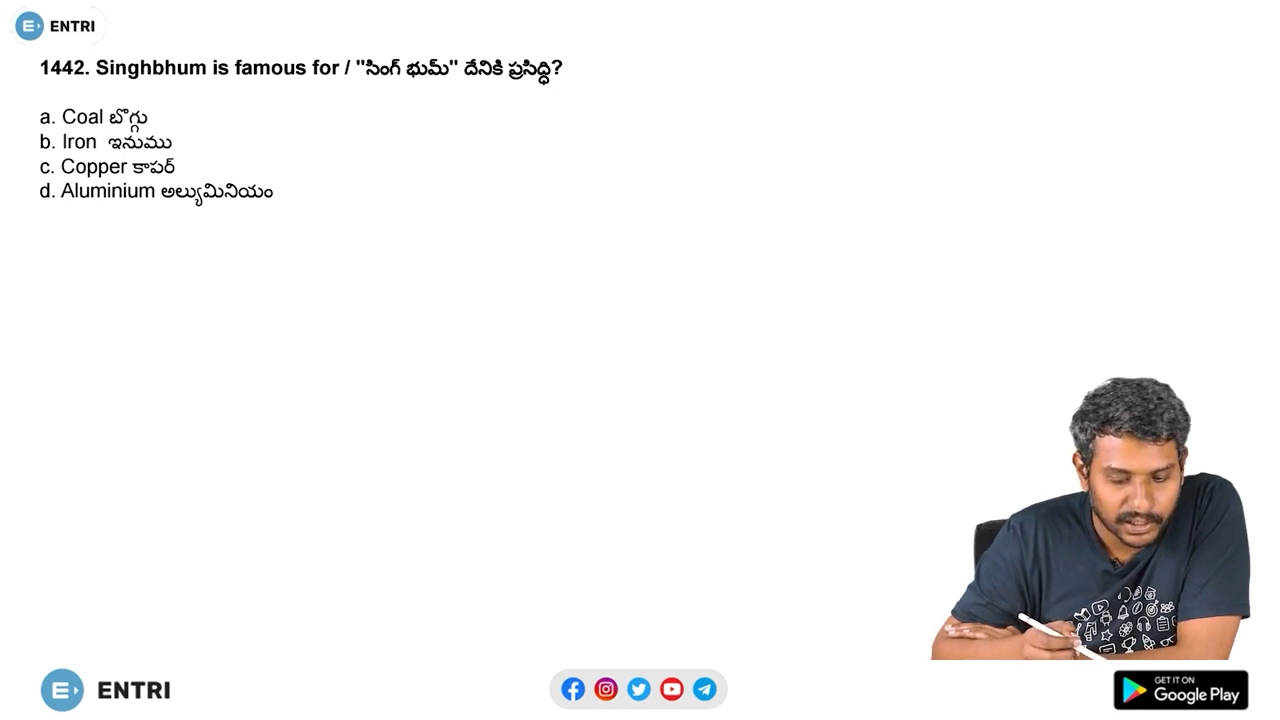 ENTRI
1442. Singhbhum is famous for / "సింగ్ భుమ్" దేనికి ప్రసిద్ధి?
a. Coal బొగ్గు
b. Iron ఇనుము
c. Copper కాపర్
d. Aluminium అల్యుమినియం
ENTRI
GET IT ON
Google Play